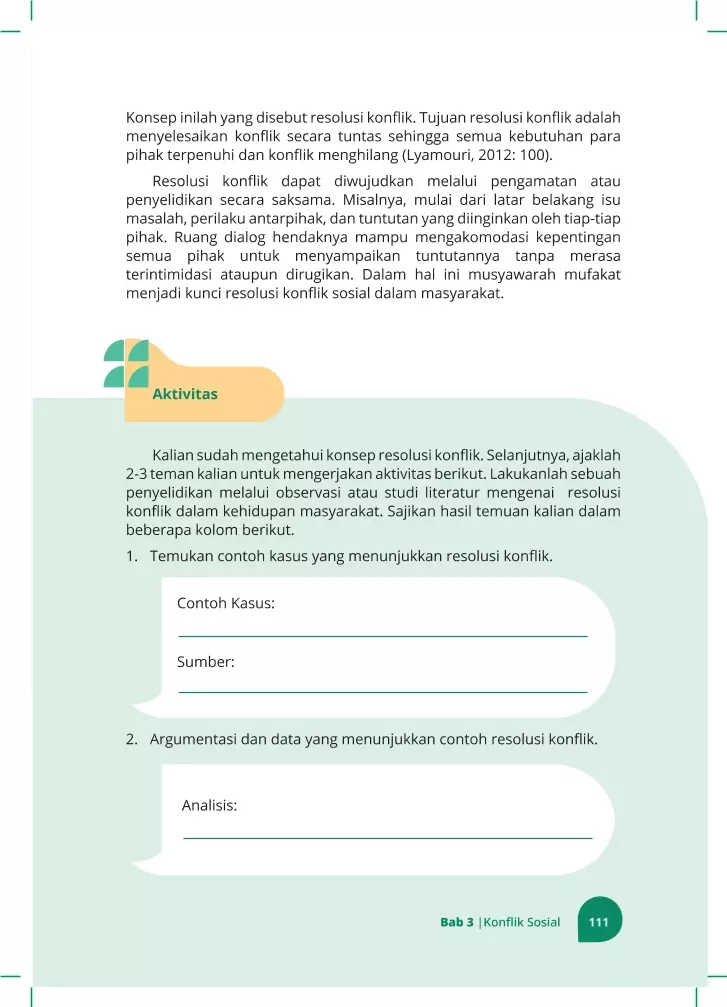 Konsep inilah yang disebut resolusi konflik. Tujuan resolusi konflik adalah
menyelesaikan konflik secara tuntas sehingga semua kebutuhan para
pihak terpenuhi dan konflik menghilang (Lyamouri, 2012: 100).
Resolusi konflik dapat diwujudkan melalui pengamatan atau
penyelidikan secara saksama. Misalnya, mulai dari latar belakang isu
masalah, perilaku antarpihak, dan tuntutan yang diinginkan oleh tiap-tiap
pihak. Ruang dialog hendaknya mampu mengakomodasi kepentingan
semua pihak untuk menyampaikan tuntutannya tanpa merasa
terintimidasi ataupun dirugikan. Dalam hal ini musyawarah mufakat
menjadi kunci resolusi konflik sosial dalam masyarakat.
Aktivitas
Kalian sudah mengetahui konsep resolusi konflik. Selanjutnya, ajaklah
2-3 teman kalian untuk mengerjakan aktivitas berikut. Lakukanlah sebuah
penyelidikan melalui observasi atau studi literatur mengenai resolusi
konflik dalam kehidupan masyarakat. Sajikan hasil temuan kalian dalam
beberapa kolom berikut.
1. Temukan contoh kasus yang menunjukkan resolusi konflik.
Contoh Kasus:
Sumber:
2. Argumentasi dan data yang menunjukkan contoh resolusi konflik.
Analisis:
Bab 3 |Konflik Sosial 111